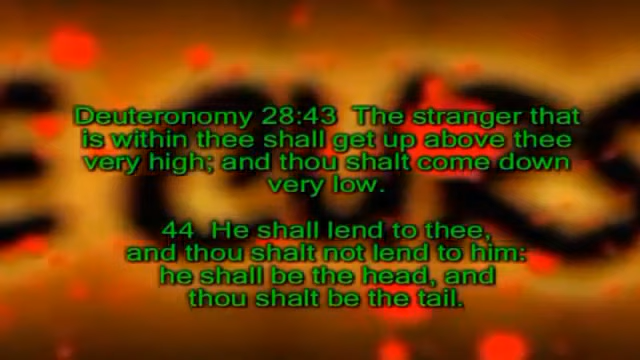 E CURS
Deuteronomy 28:43 The stranger that
is within thee shall get up above thee
very high; and thou shalt come down
very low.
44 He shall lend to thee,
and thou shalt not lend to him:
he shall be the head, and
thou shalt be the tail.